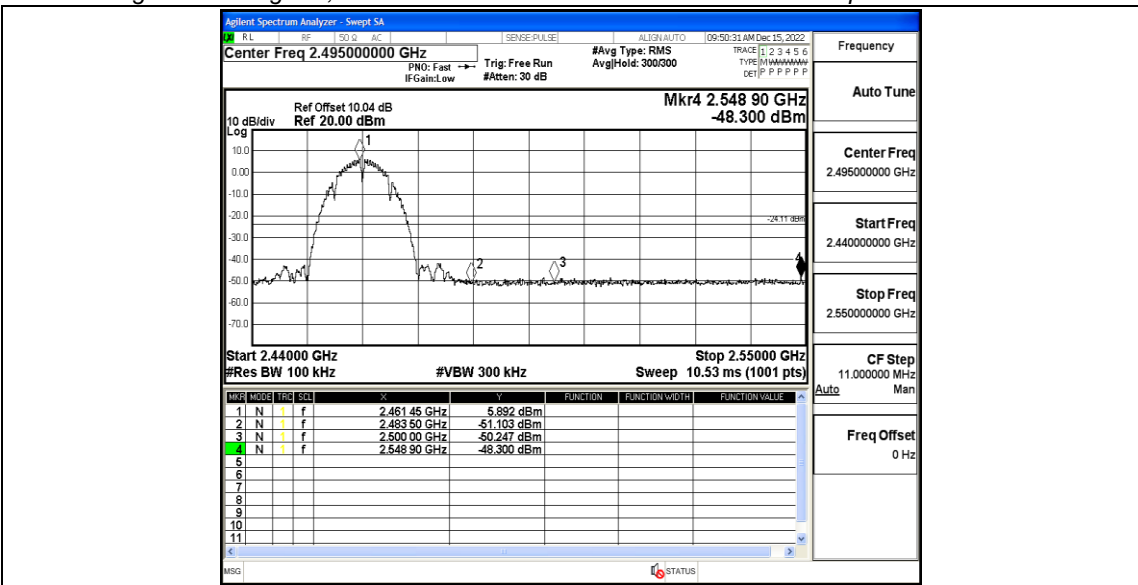 Agilent Spectrum Analyzer - Swept SA
RL RF 50 Ω AC SENSE:PULSE ALIGN AUTO 09:50:31 AM Dec 15, 2022
Center Freq 2.495000000 GHz
PNO: Fast
IFGain:Low
Trig: Free Run
#Atten: 30 dB
#Avg Type: RMS
Avg|Hold: 300/300
TRACE 1 2 3 4 5 6
TYPE M
DET P P P P P P
Mkr4 2.548 90 GHz
-48.300 dBm
Ref Offset 10.04 dB
Ref 20.00 dBm
10 dB/div
Log
10.0
0.00
-10.0
-20.0
-30.0
-40.0
-50.0
-60.0
-70.0
1
2
3
4
-24.11 dBm
Start 2.44000 GHz
Stop 2.55000 GHz
#Res BW 100 kHz
#VBW 300 kHz
Sweep 10.53 ms (1001 pts)
MKR MODE TRC SCL X Y FUNCTION FUNCTION WIDTH FUNCTION VALUE
1 N 1 f 2.461 45 GHz 5.892 dBm
2 N 1 f 2.483 50 GHz -51.103 dBm
3 N 1 f 2.500 00 GHz -50.247 dBm
4 N 1 f 2.548 90 GHz -48.300 dBm
5
6
7
8
9
10
11
MSG
STATUS
Frequency
Auto Tune
Center Freq
2.495000000 GHz
Start Freq
2.440000000 GHz
Stop Freq
2.550000000 GHz
CF Step
11.000000 MHz
Auto Man
Freq Offset
0 Hz